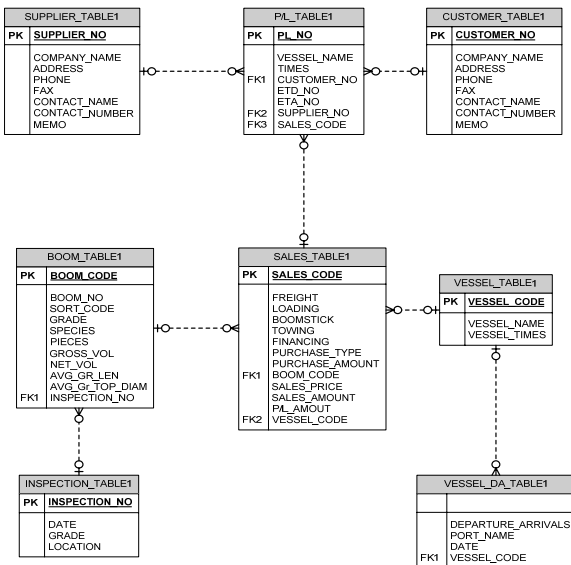 SUPPLIER_TABLE1
PK SUPPLIER_NO
COMPANY_NAME
ADDRESS
PHONE
FAX
CONTACT_NAME
CONTACT_NUMBER
MEMO
P/L_TABLE1
PK PL_NO
VESSEL_NAME
TIMES
FK1 CUSTOMER_NO
ETD_NO
ETA_NO
FK2 SUPPLIER_NO
FK3 SALES_CODE
CUSTOMER_TABLE1
PK CUSTOMER_NO
COMPANY_NAME
ADDRESS
PHONE
FAX
CONTACT_NAME
CONTACT_NUMBER
MEMO
BOOM_TABLE1
PK BOOM_CODE
BOOM_NO
SORT_CODE
GRADE
SPECIES
PIECES
GROSS_VOL
NET_VOL
AVG_GR_LEN
AVG_Gr_TOP_DIAM
FK1 INSPECTION_NO
SALES_TABLE1
PK SALES_CODE
FREIGHT
LOADING
BOOMSTICK
TOWING
FINANCING
PURCHASE_TYPE
PURCHASE_AMOUNT
FK1 BOOM_CODE
SALES_PRICE
SALES_AMOUNT
P/L_AMOUT
FK2 VESSEL_CODE
VESSEL_TABLE1
PK VESSEL_CODE
VESSEL_NAME
VESSEL_TIMES
INSPECTION_TABLE1
PK INSPECTION_NO
DATE
GRADE
LOCATION
VESSEL_DA_TABLE1
DEPARTURE_ARRIVALS
PORT_NAME
DATE
FK1 VESSEL_CODE